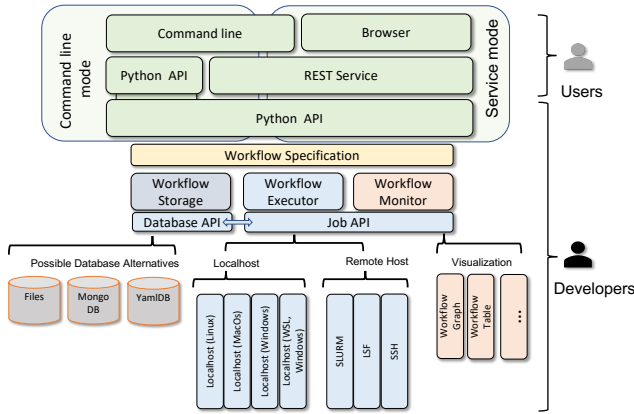 Command line mode
Service mode
Command line
Browser
Python API
REST Service
Python API
Workflow Specification
Workflow
Storage
Workflow
Executor
Workflow
Monitor
Database API
Job API
Possible Database Alternatives
Files
Mongo
DB
YamlDB
Localhost
Localhost (Linux)
Localhost (MacOs)
Localhost (Windows)
Localhost (WSL,
Windows)
Remote Host
SLURM
LSF
SSH
Visualization
Workflow
Graph
Workflow
Table
...
Users
Developers